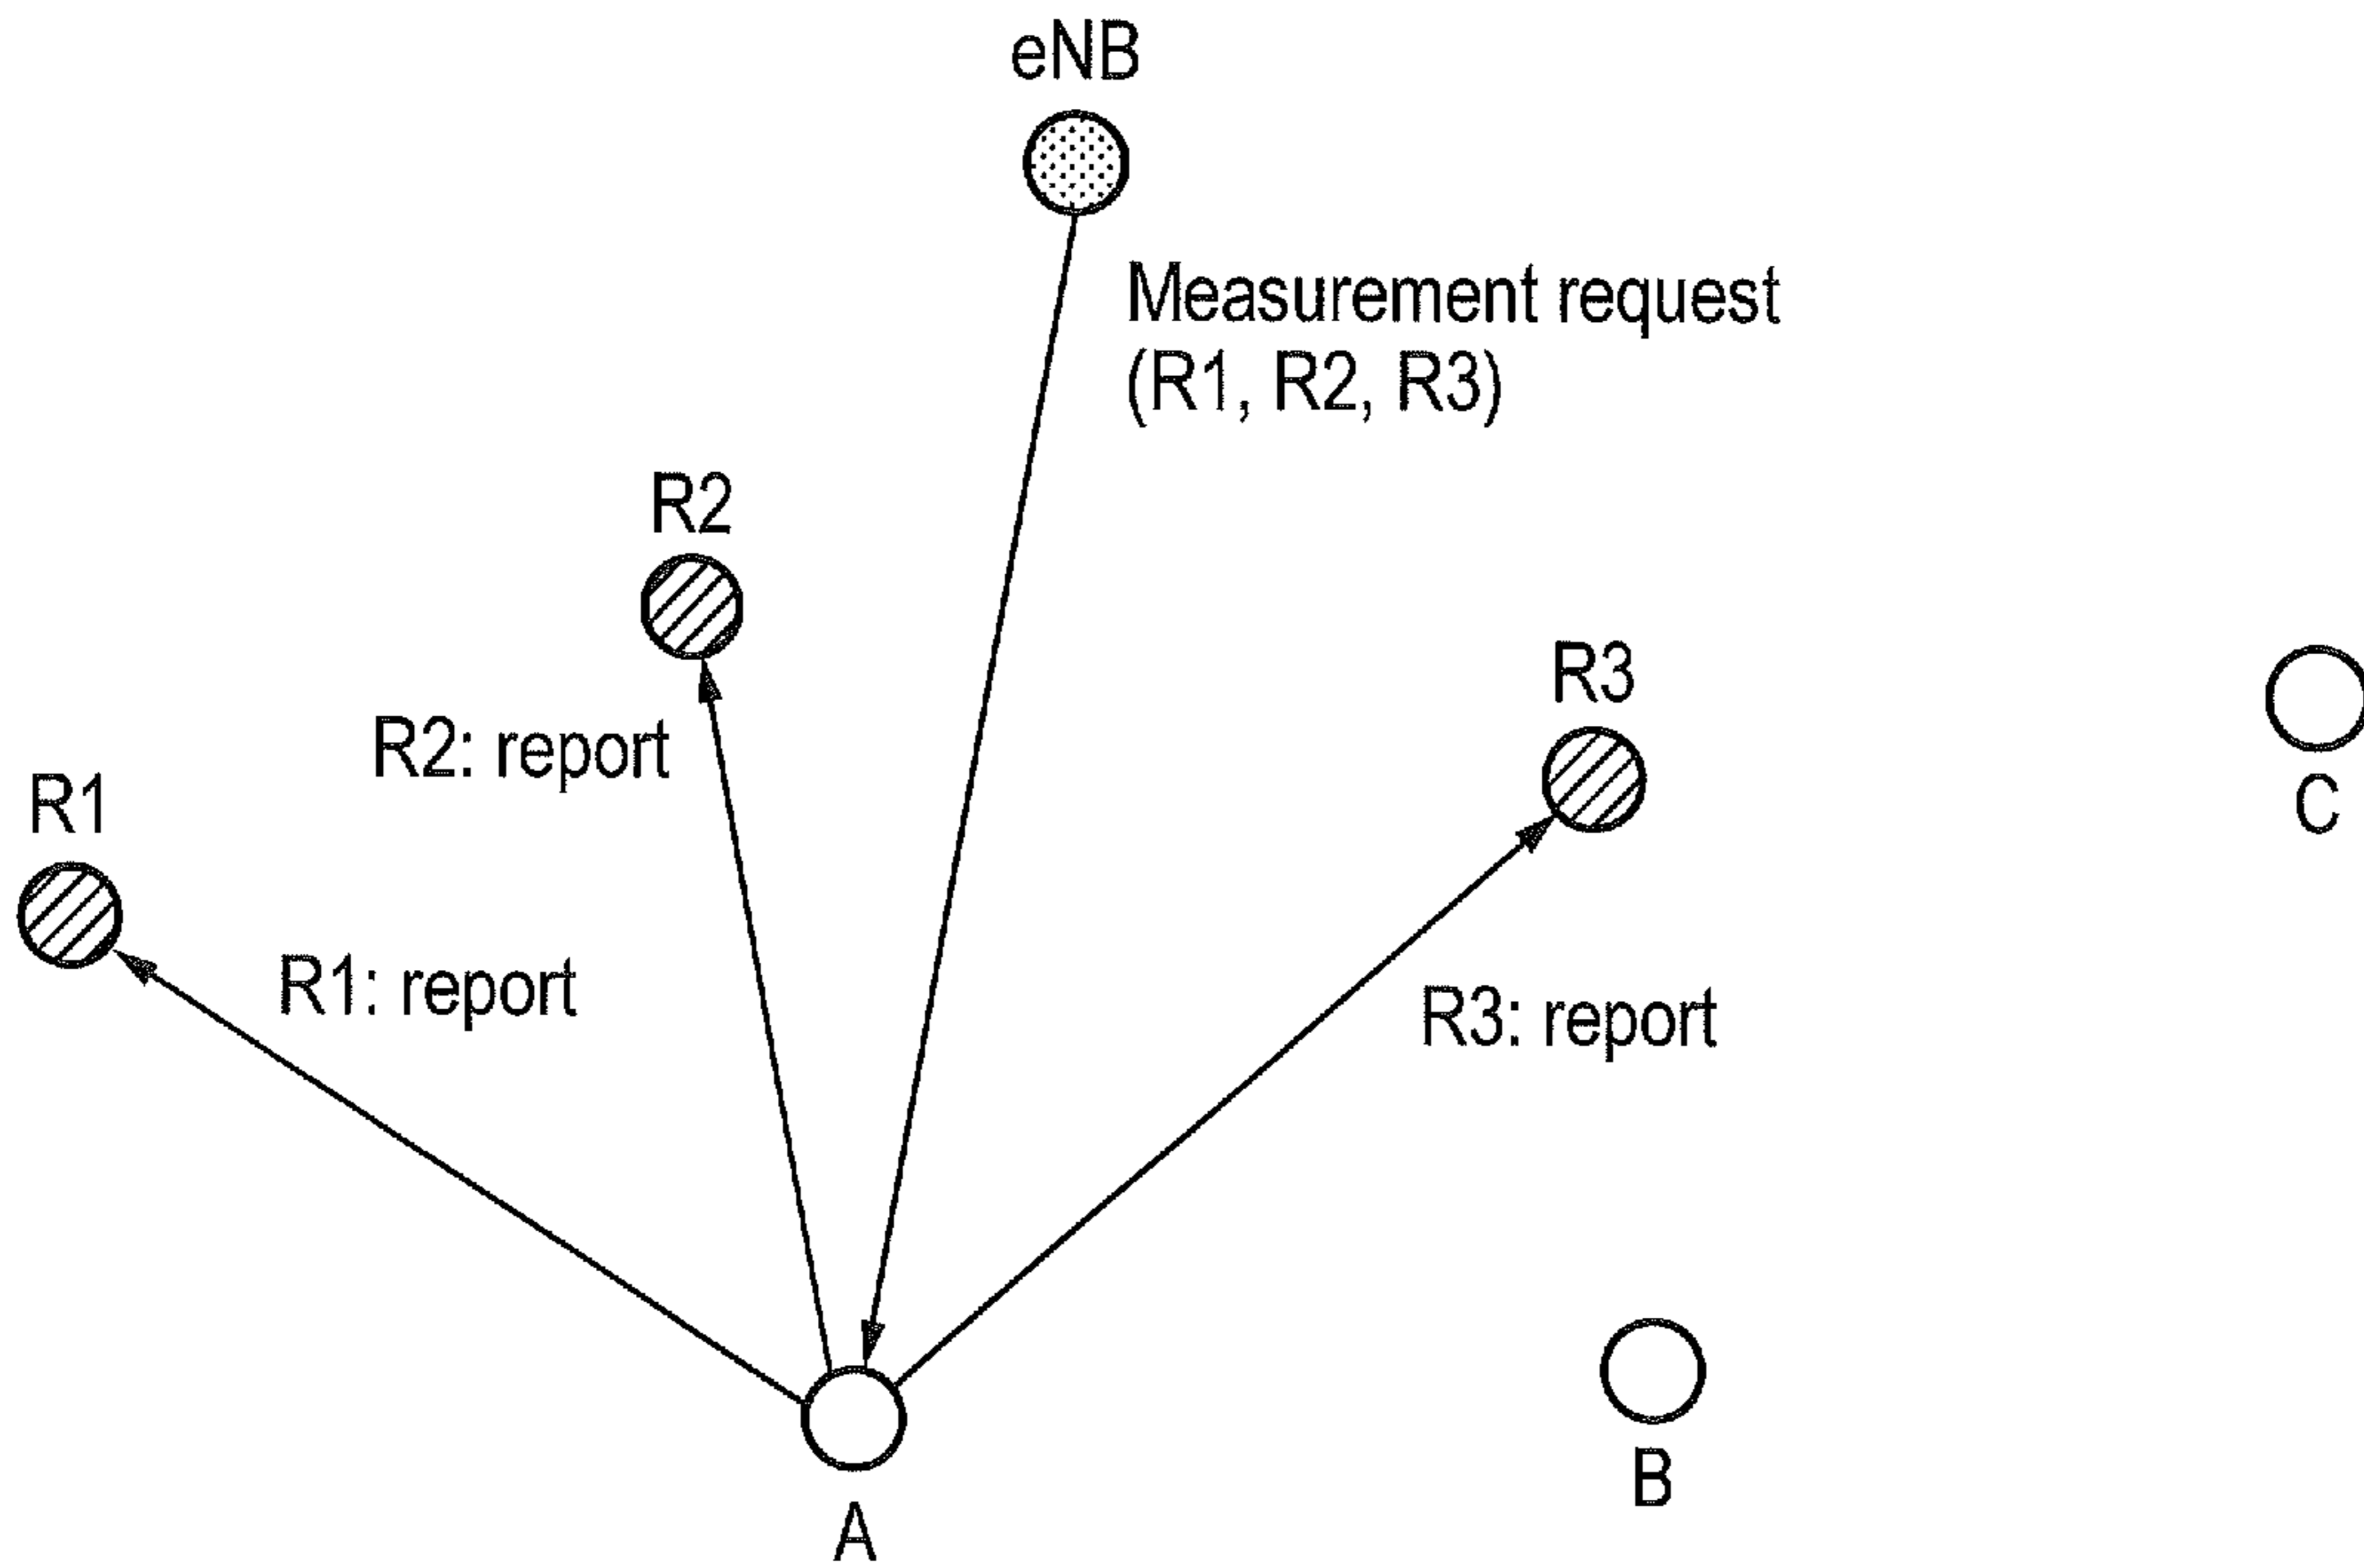 eNB
Measurement request
(R1, R2, R3)
R2
R3
R2: report
R1
C
R1: report
R3: report
B
A